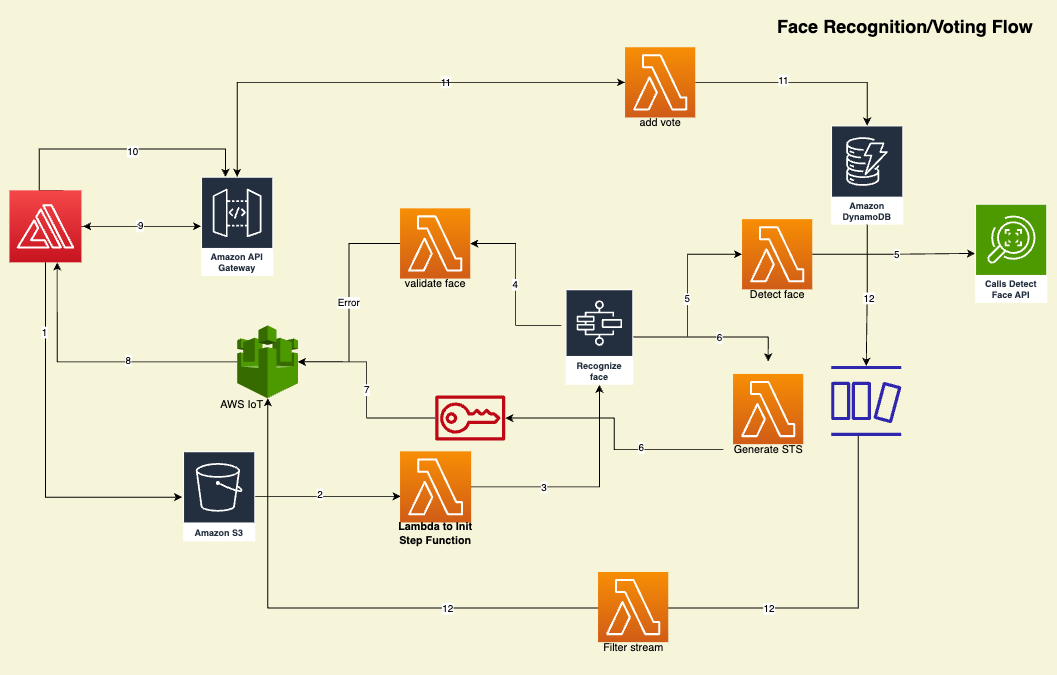 Face Recognition/Voting Flow
11
11
add vote
10
Amazon
DynamoDB
9
Amazon API
Gateway
5
Calls Detect
Face API
validate face
4
Detect face
Error
5
12
1
6
8
Recognize
face
7
AWS IoT
6
Generate STS
3
2
Amazon S3
Lambda to Init
Step Function
12
12
Filter stream